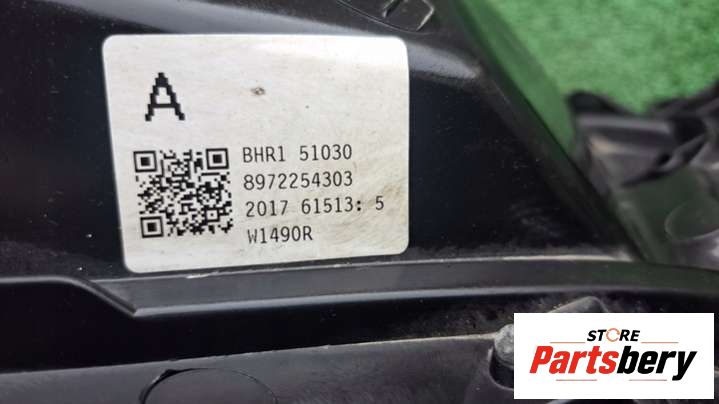 A
BHR1 51030
8972254303
2017 61513: 5
W1490R
STORE
Partsbery